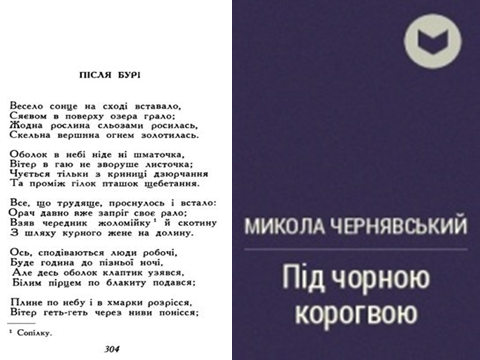 ПІСЛЯ БУРІ
Весело сонце на сході вставало,
Сяєвом в поверху озера грало;
Жодна рослина сльозами росилась,
Скельна вершина огнем золотилась.
Оболок в небі ніде ні шматочка,
Вітер в гаю не зворуше листочка;
Чується тільки з криниці дзюрчання
Та проміж гілок пташок щебетання.
Все, що трудяще, проснулось і встало:
Орач давно вже запріг своє рало;
Взяв чередник жоломійку ¹ й скотину
З шляху курного жене на долину.
Ось, сподіваються люди робочі,
Буде година до пізньої ночі,
Але десь оболок клаптик узявся,
Білим пірцем по блакиту подався;
Плине по небу і в хмарки розрісся,
Вітер геть-геть через ниви понісся;
¹ Сопілку.
304
МИКОЛА ЧЕРНЯВСЬКИЙ
Під чорною
корогвою